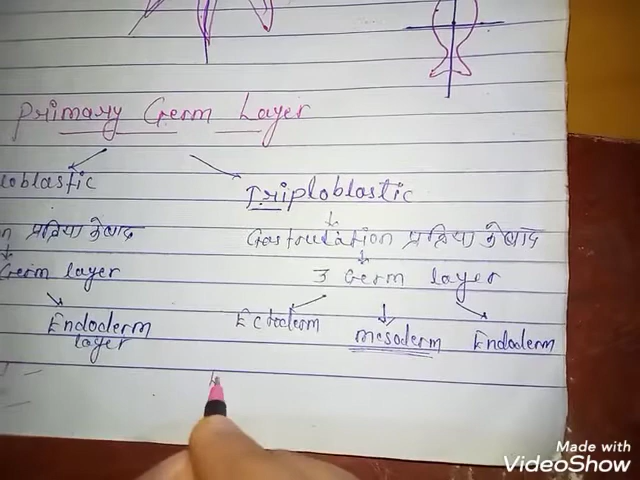 Primary Germ Layer
loblastic
Triploblastic
n प्रक्रिया के बाद
Gastrulation प्रक्रिया के बाद
Germ layer
3 Germ layer
Endoderm
layer
Ectoderm
mesoderm
Endoderm
Made with
VideoShow